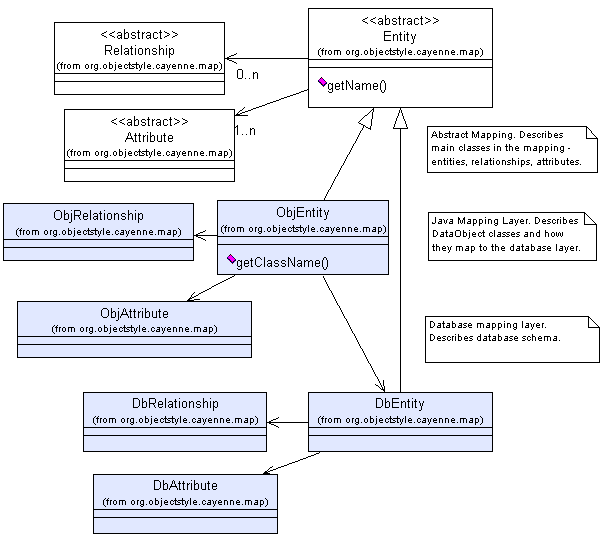 <<abstract>>
Relationship
(from org.objectstyle.cayenne.map)
<<abstract>>
Entity
(from org.objectstyle.cayenne.map)
getName()
0..n
1..n
<<abstract>>
Attribute
(from org.objectstyle.cayenne.map)
Abstract Mapping. Describes
main classes in the mapping -
entities, relationships, attributes.
ObjRelationship
(from org.objectstyle.cayenne.map)
ObjEntity
(from org.objectstyle.cayenne.map)
getClassName()
Java Mapping Layer. Describes
DataObject classes and how
they map to the database layer.
ObjAttribute
(from org.objectstyle.cayenne.map)
Database mapping layer.
Describes database schema.
DbRelationship
(from org.objectstyle.cayenne.map)
DbEntity
(from org.objectstyle.cayenne.map)
DbAttribute
(from org.objectstyle.cayenne.map)